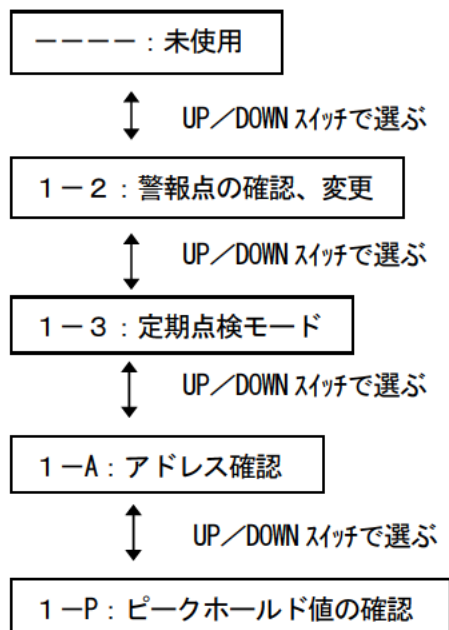 －－－－：未使用
UP／DOWN ｽｲｯﾁで選ぶ
１－２：警報点の確認、変更
UP／DOWN ｽｲｯﾁで選ぶ
１－３：定期点検モード
UP／DOWN ｽｲｯﾁで選ぶ
１－A：アドレス確認
UP／DOWN ｽｲｯﾁで選ぶ
１－P：ピークホールド値の確認